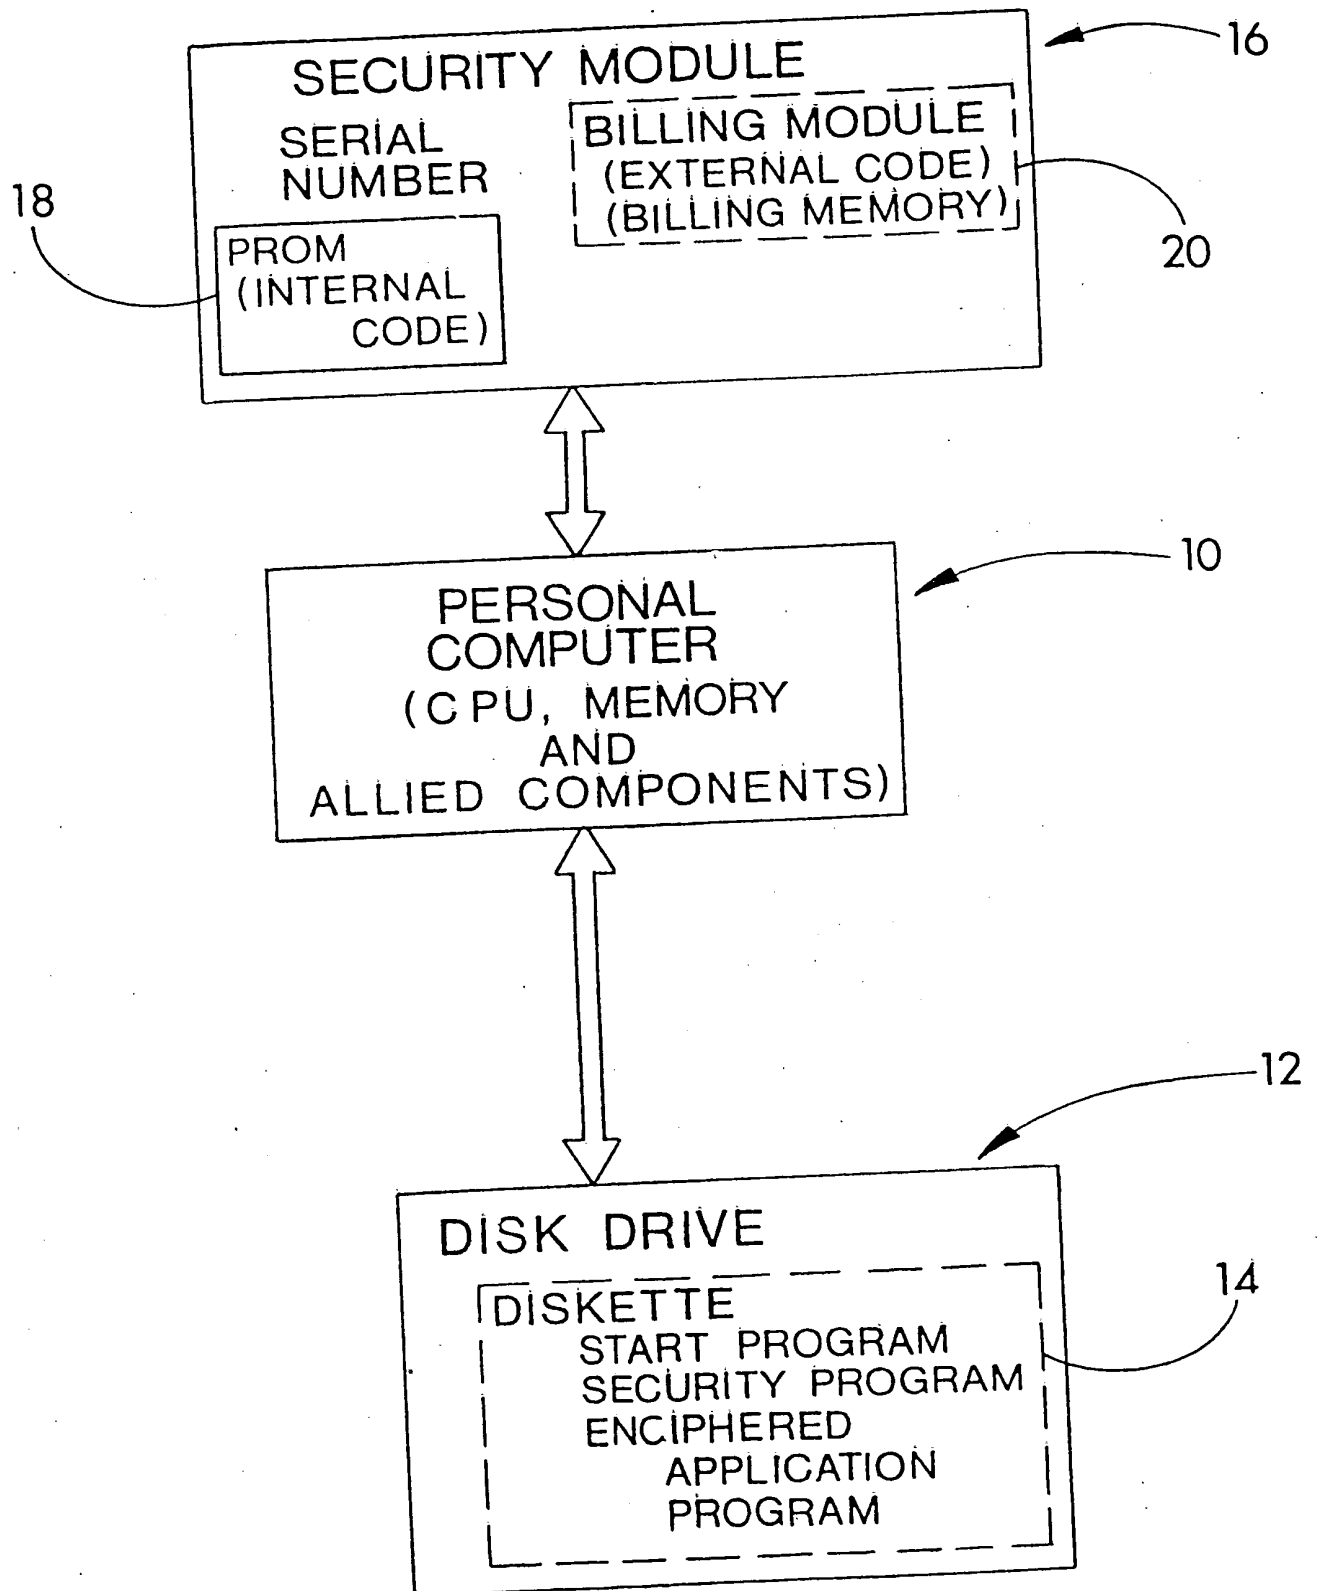 SECURITY MODULE
16
SERIAL
NUMBER
BILLING MODULE
(EXTERNAL CODE)
(BILLING MEMORY)
20
18
PROM
(INTERNAL
CODE)
PERSONAL
COMPUTER
(CPU, MEMORY
AND
ALLIED COMPONENTS)
10
12
DISK DRIVE
DISKETTE
START PROGRAM
SECURITY PROGRAM
ENCIPHERED
APPLICATION
PROGRAM
14